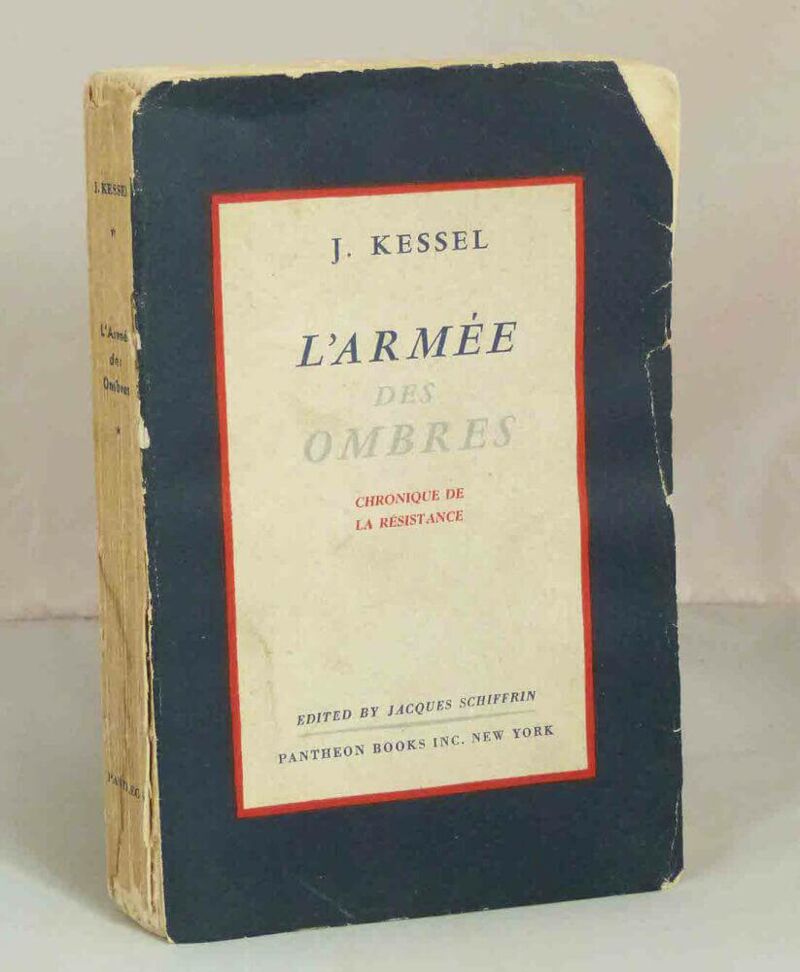 J. KESSEL
L'ARMÉE
DES
OMBRES
CHRONIQUE DE
LA RÉSISTANCE
EDITED BY JACQUES SCHIFFRIN
PANTHEON BOOKS INC. NEW YORK
J. KESSEL
*
L'Armé
des
Ombres
*